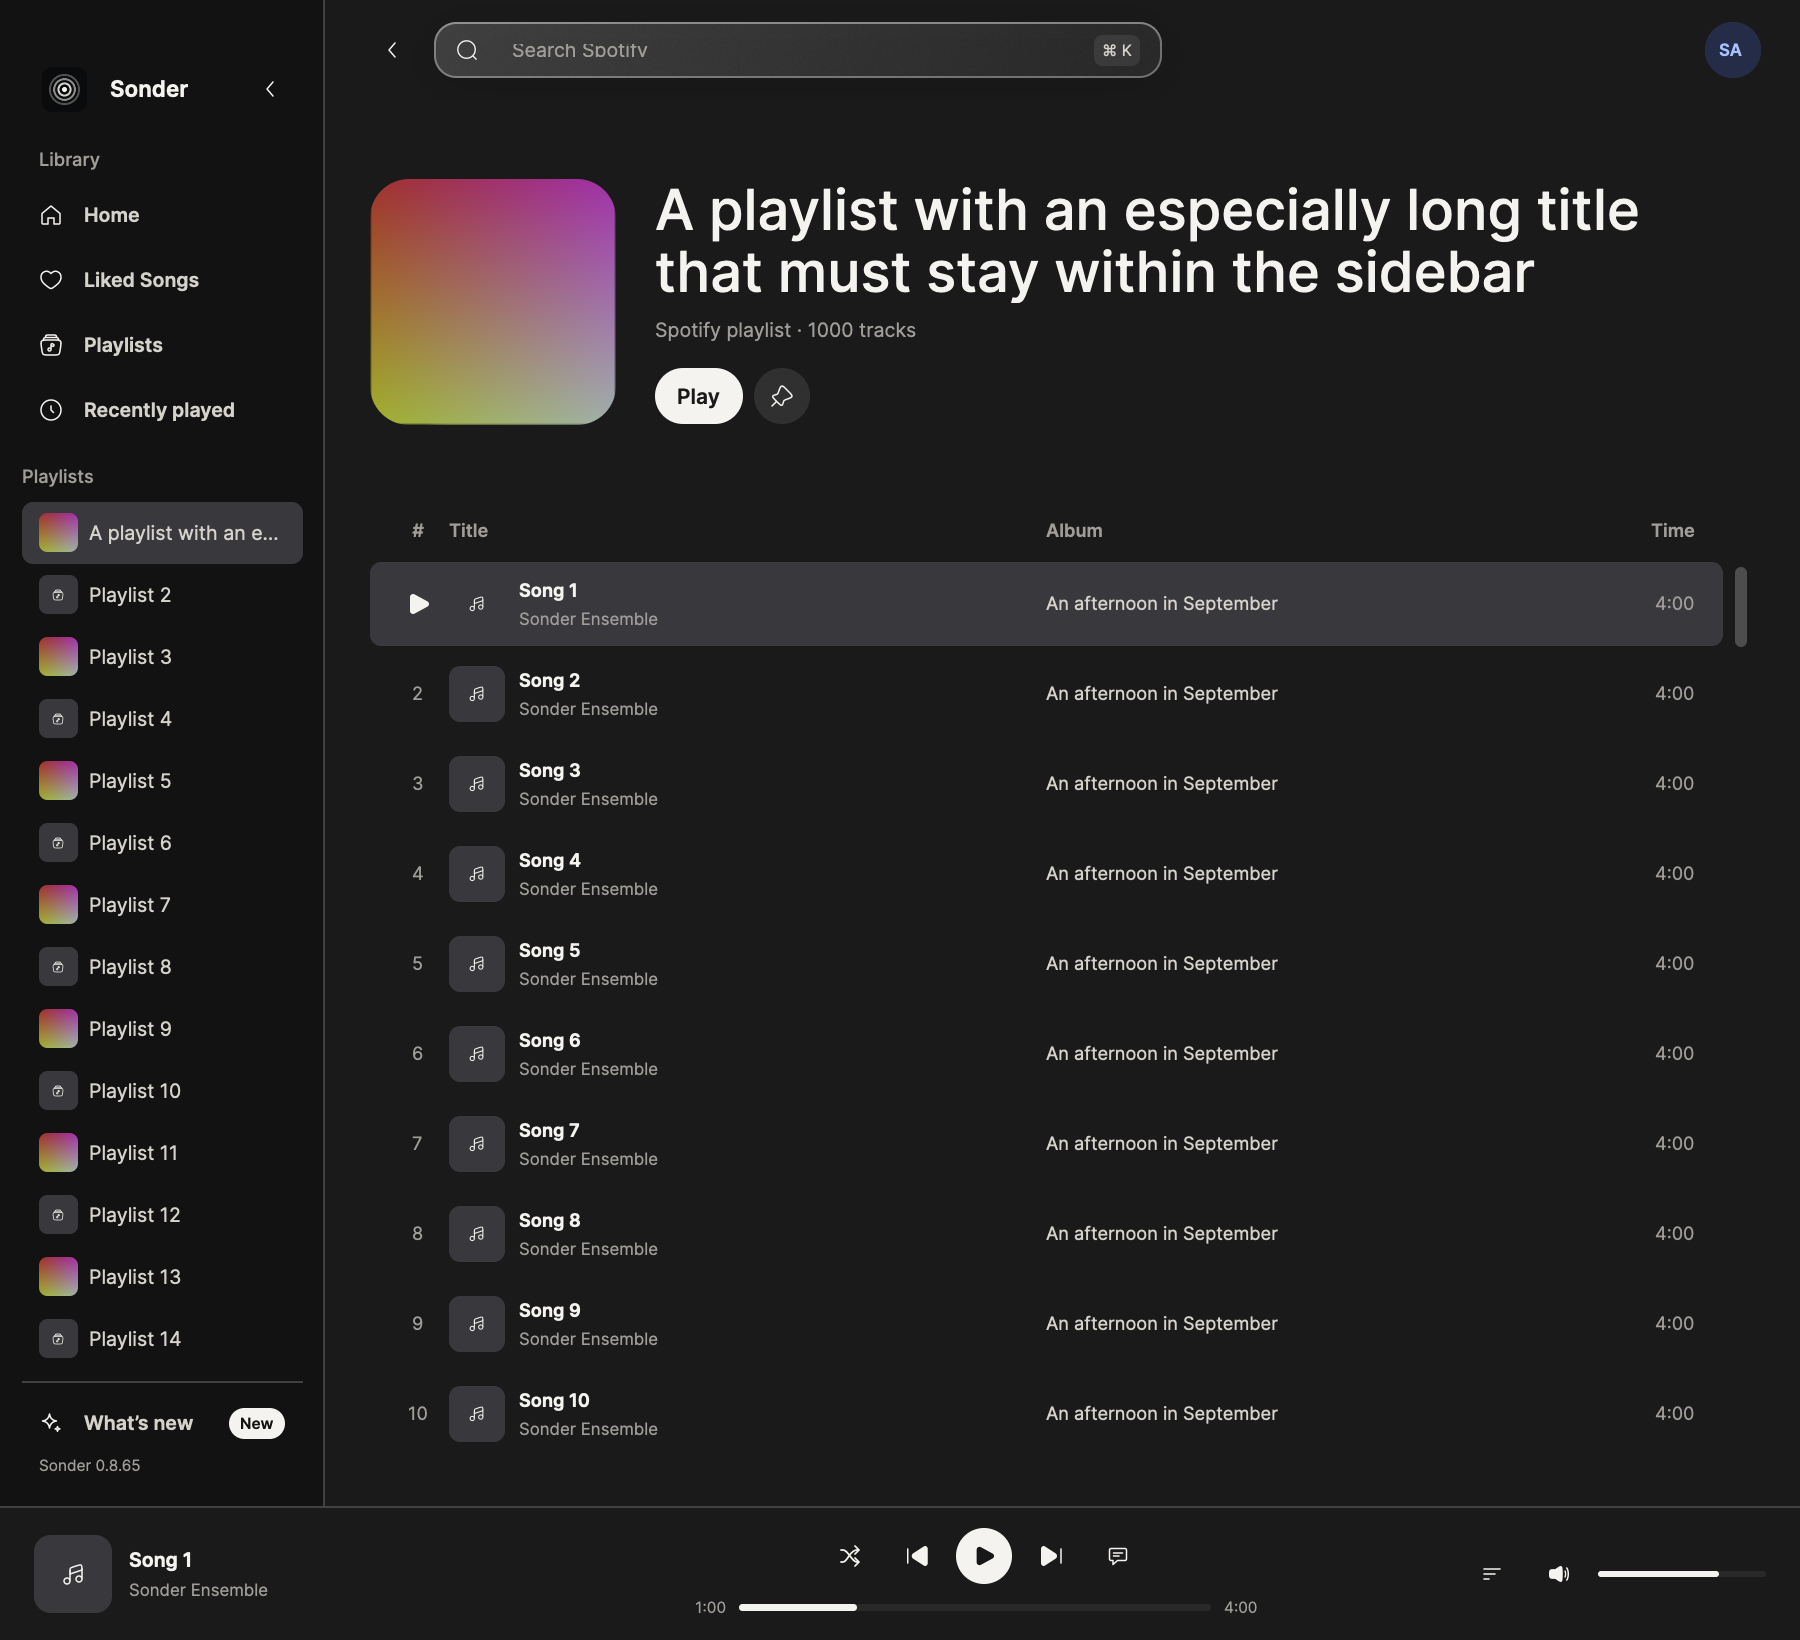 Sonder
Library
Home
Liked Songs
Playlists
Recently played
Playlists
A playlist with an e...
Playlist 2
Playlist 3
Playlist 4
Playlist 5
Playlist 6
Playlist 7
Playlist 8
Playlist 9
Playlist 10
Playlist 11
Playlist 12
Playlist 13
Playlist 14
What's new New
Sonder 0.8.65
Search Spotify ⌘ K
SA
A playlist with an especially long title
that must stay within the sidebar
Spotify playlist · 1000 tracks
Play
# Title Album Time
Song 1
Sonder Ensemble
An afternoon in September 4:00
2 Song 2
Sonder Ensemble
An afternoon in September 4:00
3 Song 3
Sonder Ensemble
An afternoon in September 4:00
4 Song 4
Sonder Ensemble
An afternoon in September 4:00
5 Song 5
Sonder Ensemble
An afternoon in September 4:00
6 Song 6
Sonder Ensemble
An afternoon in September 4:00
7 Song 7
Sonder Ensemble
An afternoon in September 4:00
8 Song 8
Sonder Ensemble
An afternoon in September 4:00
9 Song 9
Sonder Ensemble
An afternoon in September 4:00
10 Song 10
Sonder Ensemble
An afternoon in September 4:00
Song 1
Sonder Ensemble
1:00 4:00